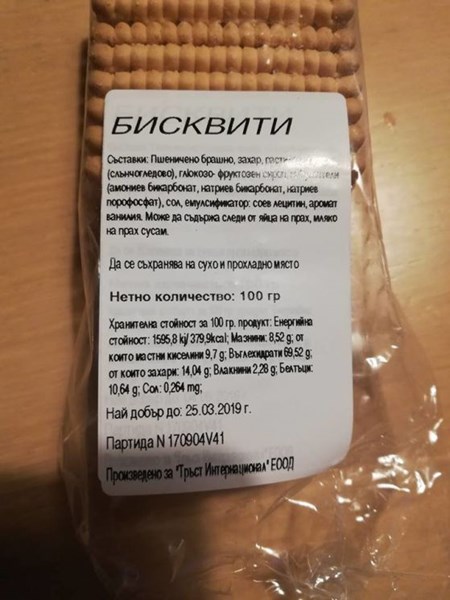 БИСКВИТИ
Съставки: Пшеничено брашно, захар,
(слънчогледово), глюкозо- фруктозен
(амониев бикарбонат, натриев бикарбонат, натриев
порофосфат), сол, емулсификатор: соев лецитин, аромат
ванилия. Може да съдържа следи от яйца на прах, мляко
на прах сусам.
Да се съхранява на сухо и прохладно място
Нетно количество: 100 гр
Хранителна стойност за 100 гр. продукт: Енергийна
стойност: 1595,8 kj/ 379,9kcal; Мазнини: 8,52 g; от
които мастни киселини 9,7 g; Въглехидрати 69,52 g;
от които захари: 14,04 g; Влакнини 2,28 g; Белтъци:
10,64 g; Сол: 0,264 mg;
Най добър до: 25.03.2019 г.
Партида N 170904V41
Произведено за "Тръст Интернационал" ЕООД